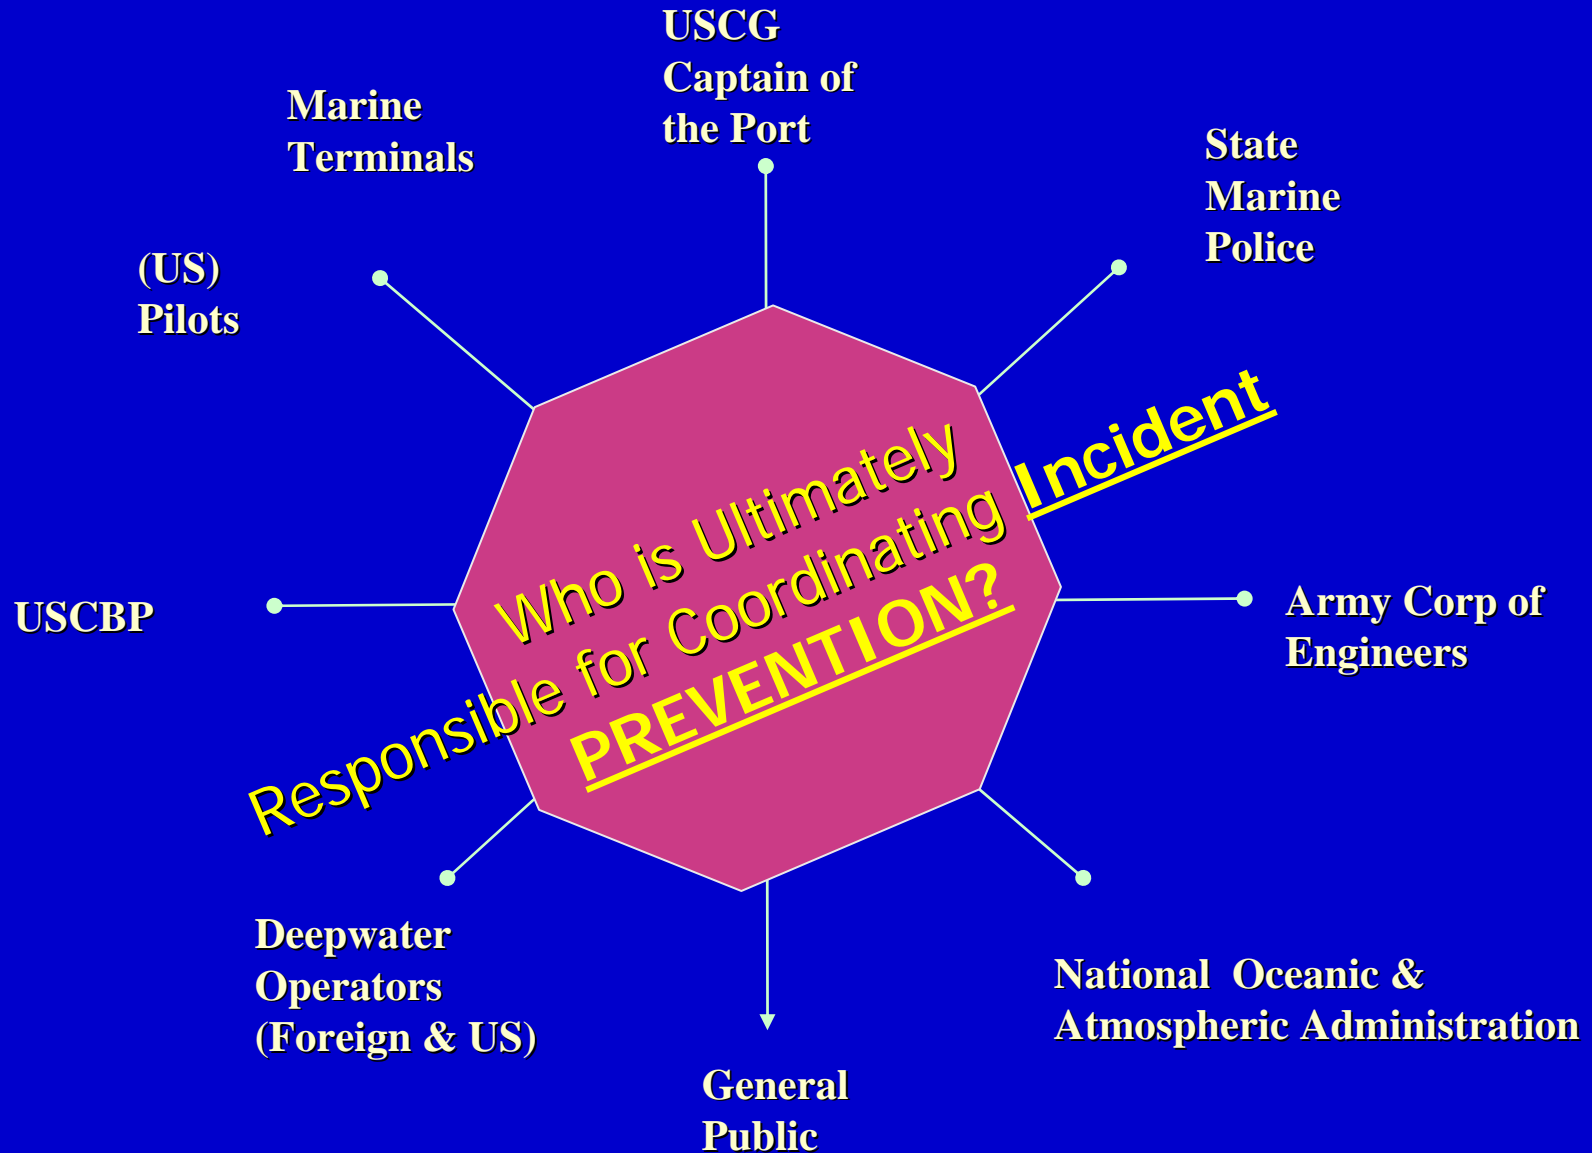 USCG
Captain of
the Port
Marine
Terminals
State
Marine
Police
(US)
Pilots
Who is Ultimately
Responsible for Coordinating Incident
PREVENTION?
USCBP
Army Corp of
Engineers
Deepwater
Operators
(Foreign & US)
National Oceanic &
Atmospheric Administration
General
Public